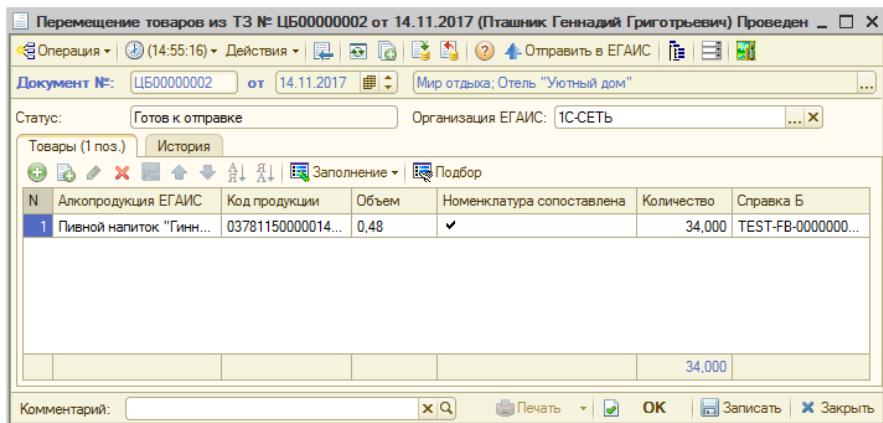 Перемещение товаров из ТЗ № ЦБ00000002 от 14.11.2017 (Пташник Геннадий Григотрьевич) Проведен
Операция (14:55:16) Действия Отправить в ЕГАИС
Документ №: ЦБ00000002 от 14.11.2017 Мир отдыха; Отель "Уютный дом" ...
Статус: Готов к отправке Организация ЕГАИС: 1С-СЕТЬ ...
Товары (1 поз.) История
Заполнение Подбор
N Алкопродукция ЕГАИС Код продукции Объем Номенклатура сопоставлена Количество Справка Б
1 Пивной напиток "Гинн... 03781150000014... 0,48 34,000 TEST-FB-0000000...
34,000
Комментарий: Печать OK Записать Закрыть